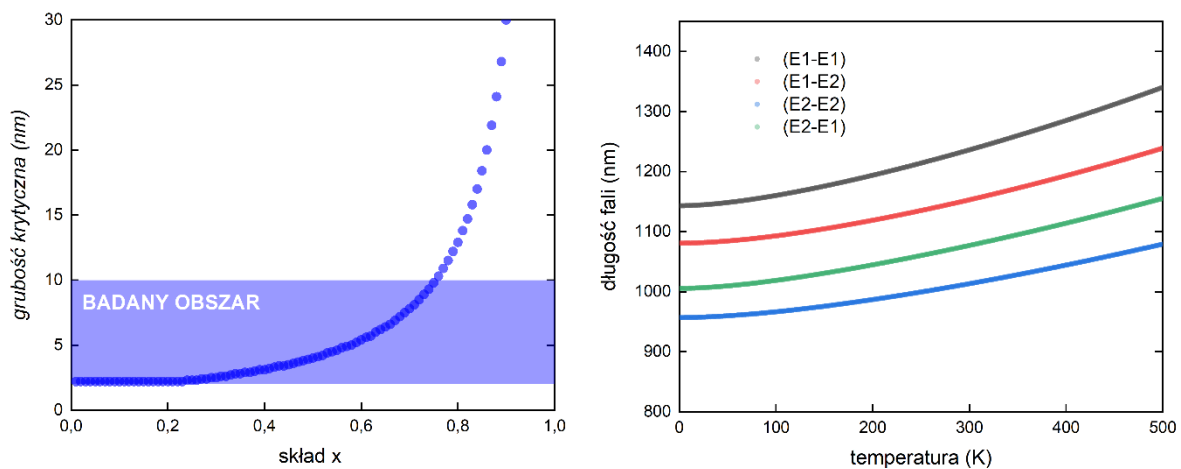 grubość krytyczna (nm)
30
25
20
15
10
5
0
BADANY OBSZAR
0,0 0,2 0,4 0,6 0,8 1,0
skład x
długość fali (nm)
1400
1300
1200
1100
1000
900
800
(E1-E1)
(E1-E2)
(E2-E2)
(E2-E1)
0 100 200 300 400 500
temperatura (K)